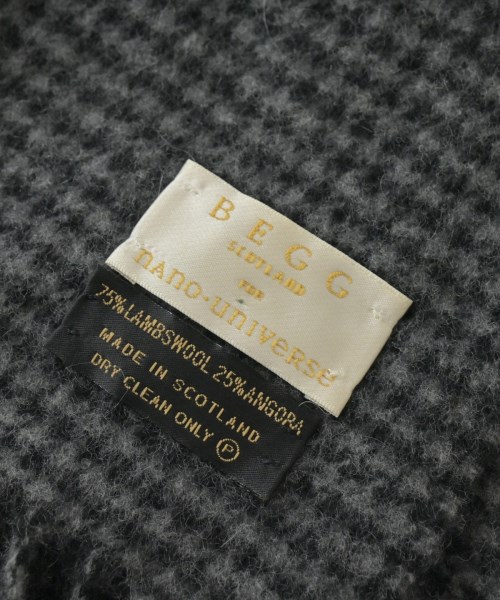 BEGG
SCOTLAND
FOR
nAno·universe
75% LAMBSWOOL 25% ANGORA
MADE IN SCOTLAND
DRY CLEAN ONLY Ⓟ